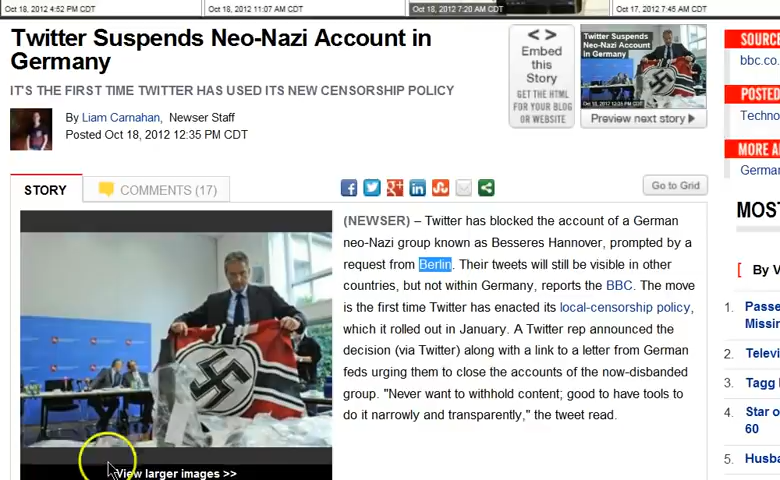 Oct 18, 2012 4:52 PM CDT
Oct 18, 2012 11:07 AM CDT
Oct 18, 2012 7:20 AM CDT
Oct 17, 2012 7:45 AM CDT
Twitter Suspends Neo-Nazi Account in
Germany
IT'S THE FIRST TIME TWITTER HAS USED ITS NEW CENSORSHIP POLICY
By Liam Carnahan, Newser Staff
Posted Oct 18, 2012 12:35 PM CDT
< >
Embed
this
Story
GET THE HTML
FOR YOUR BLOG
OR WEBSITE
Twitter Suspends
Neo-Nazi Account in
Germany
Oct 18, 2012 12:35 PM CDT
Preview next story
SOURCE
bbc.co.
POSTED
Techno
MORE A
German
STORY
COMMENTS (17)
Go to Grid
(NEWSER) – Twitter has blocked the account of a German
neo-Nazi group known as Besseres Hannover, prompted by a
request from Berlin. Their tweets will still be visible in other
countries, but not within Germany, reports the BBC. The move
is the first time Twitter has enacted its local-censorship policy,
which it rolled out in January. A Twitter rep announced the
decision (via Twitter) along with a link to a letter from German
feds urging them to close the accounts of the now-disbanded
group. "Never want to withhold content; good to have tools to
do it narrowly and transparently," the tweet read.
View larger images >>
MOST
[ By V
1. Passe
Missin
2. Televi
3. Tagg
4. Star o
60
5. Husba